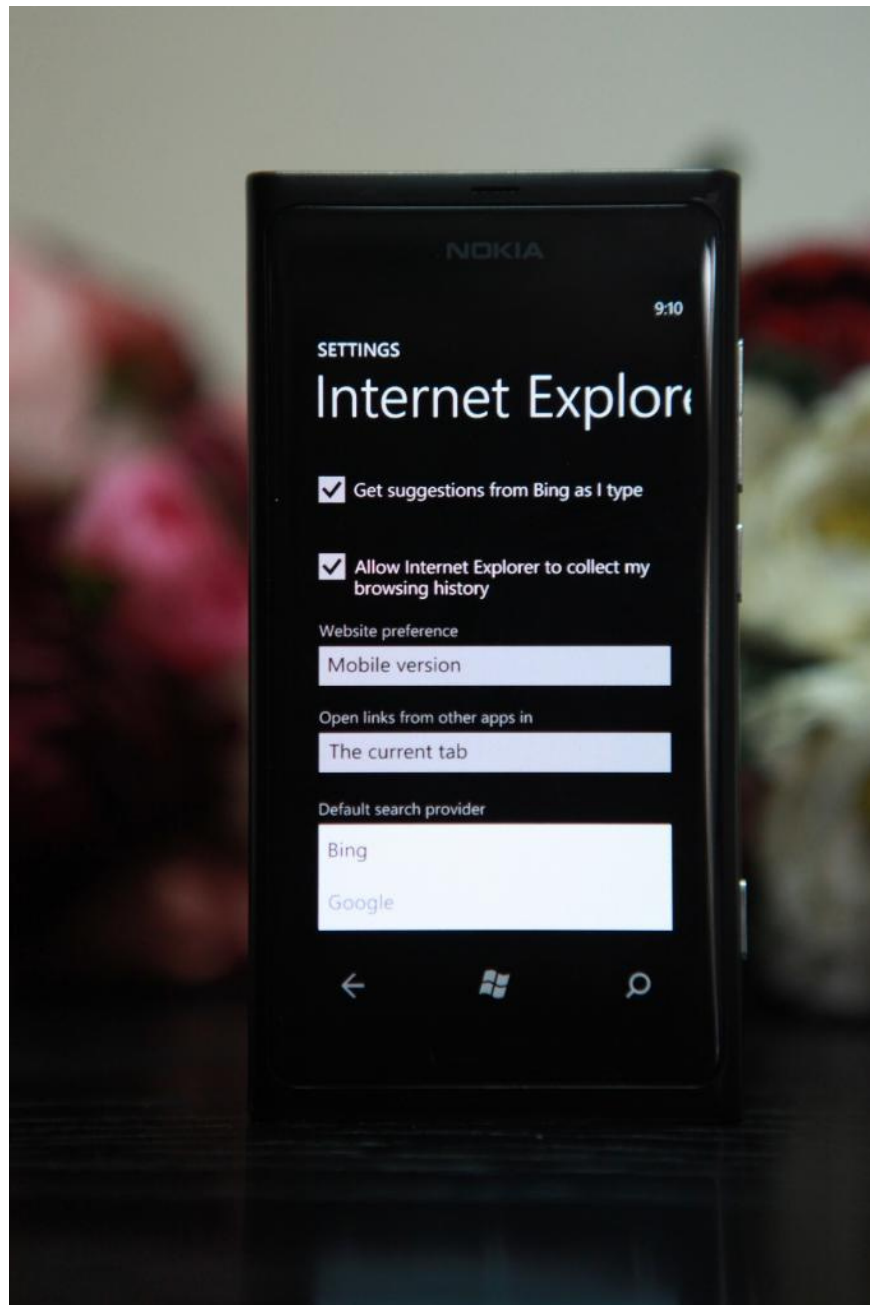 NOKIA
9:10
SETTINGS
Internet Explore
Get suggestions from Bing as I type
Allow Internet Explorer to collect my
browsing history
Website preference
Mobile version
Open links from other apps in
The current tab
Default search provider
Bing
Google